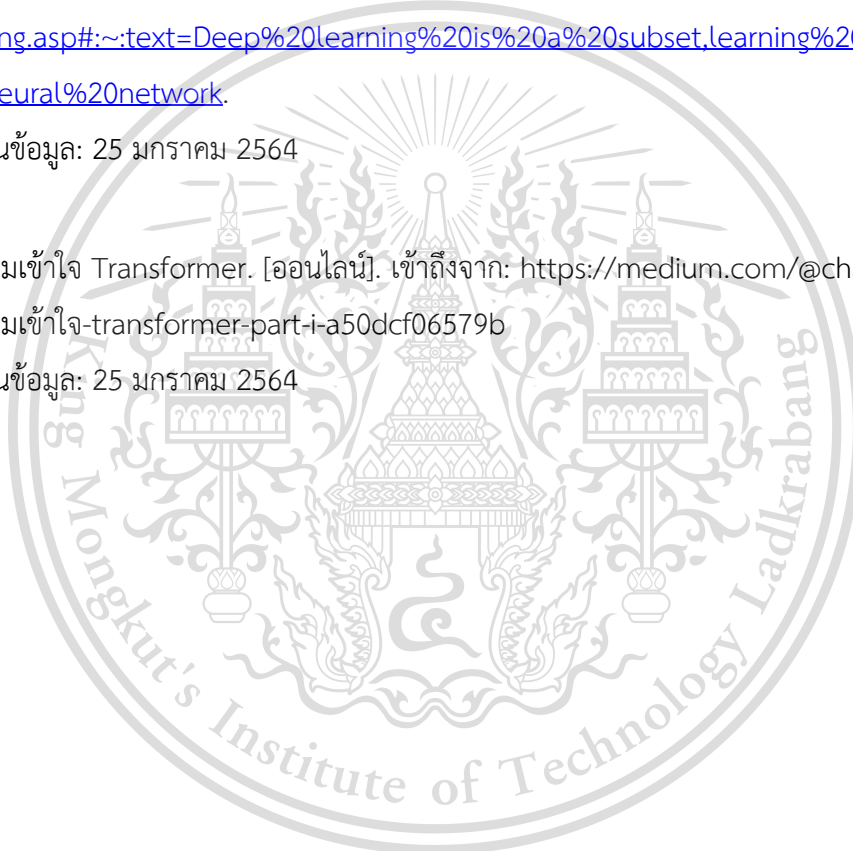 ng.asp#:~:text=Deep%20learning%20is%20a%20subset,learning%20
eural%20network.
นข้อมูล: 25 มกราคม 2564
มเข้าใจ Transformer. [ออนไลน์]. เข้าถึงจาก: https://medium.com/@ch
มเข้าใจ-transformer-part-i-a50dcf06579b
นข้อมูล: 25 มกราคม 2564
King Mongkut's Institute of Technology Ladkrabang